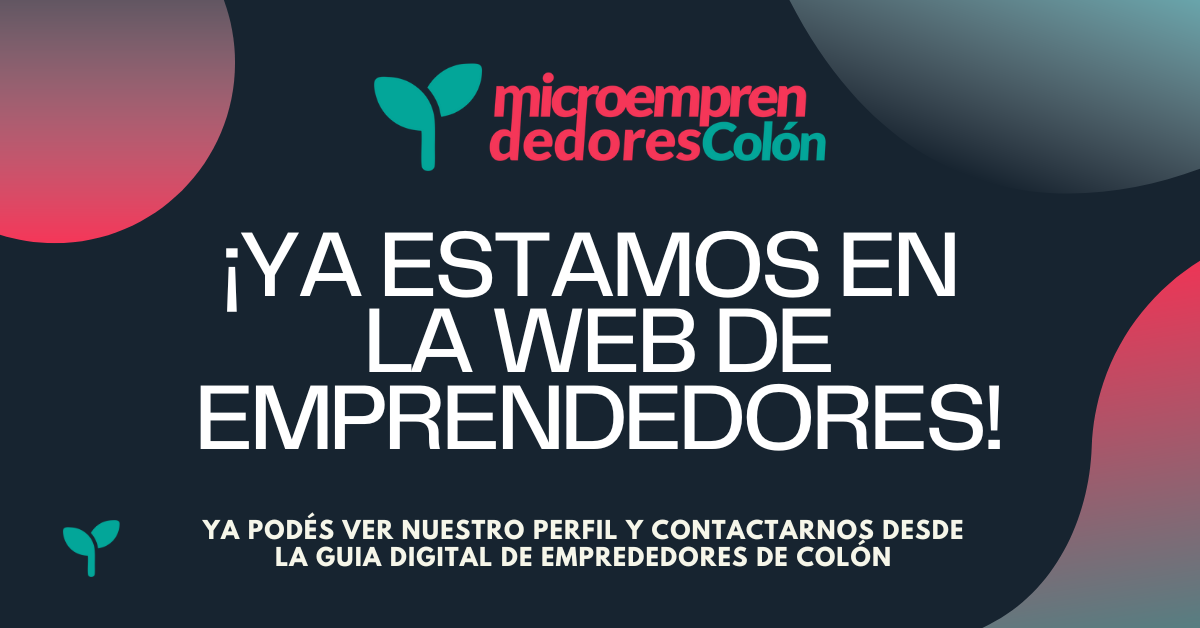 microempren
dedoresColón
¡YA ESTAMOS EN
LA WEB DE
EMPRENDEDORES!
YA PODÉS VER NUESTRO PERFIL Y CONTACTARNOS DESDE
LA GUIA DIGITAL DE EMPREDEDORES DE COLÓN